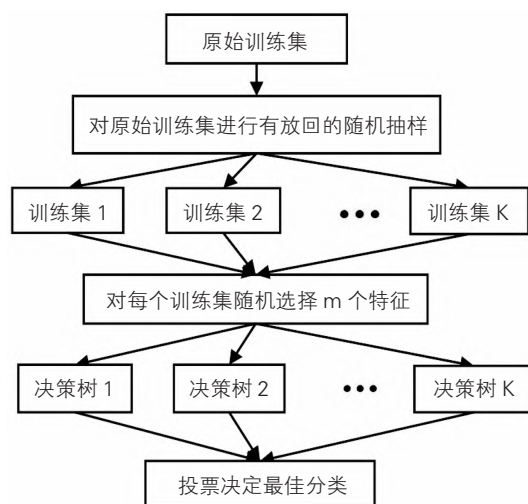 原始训练集
对原始训练集进行有放回的随机抽样
训练集 1 训练集 2 ••• 训练集 K
对每个训练集随机选择 m 个特征
决策树 1 决策树 2 ••• 决策树 K
投票决定最佳分类